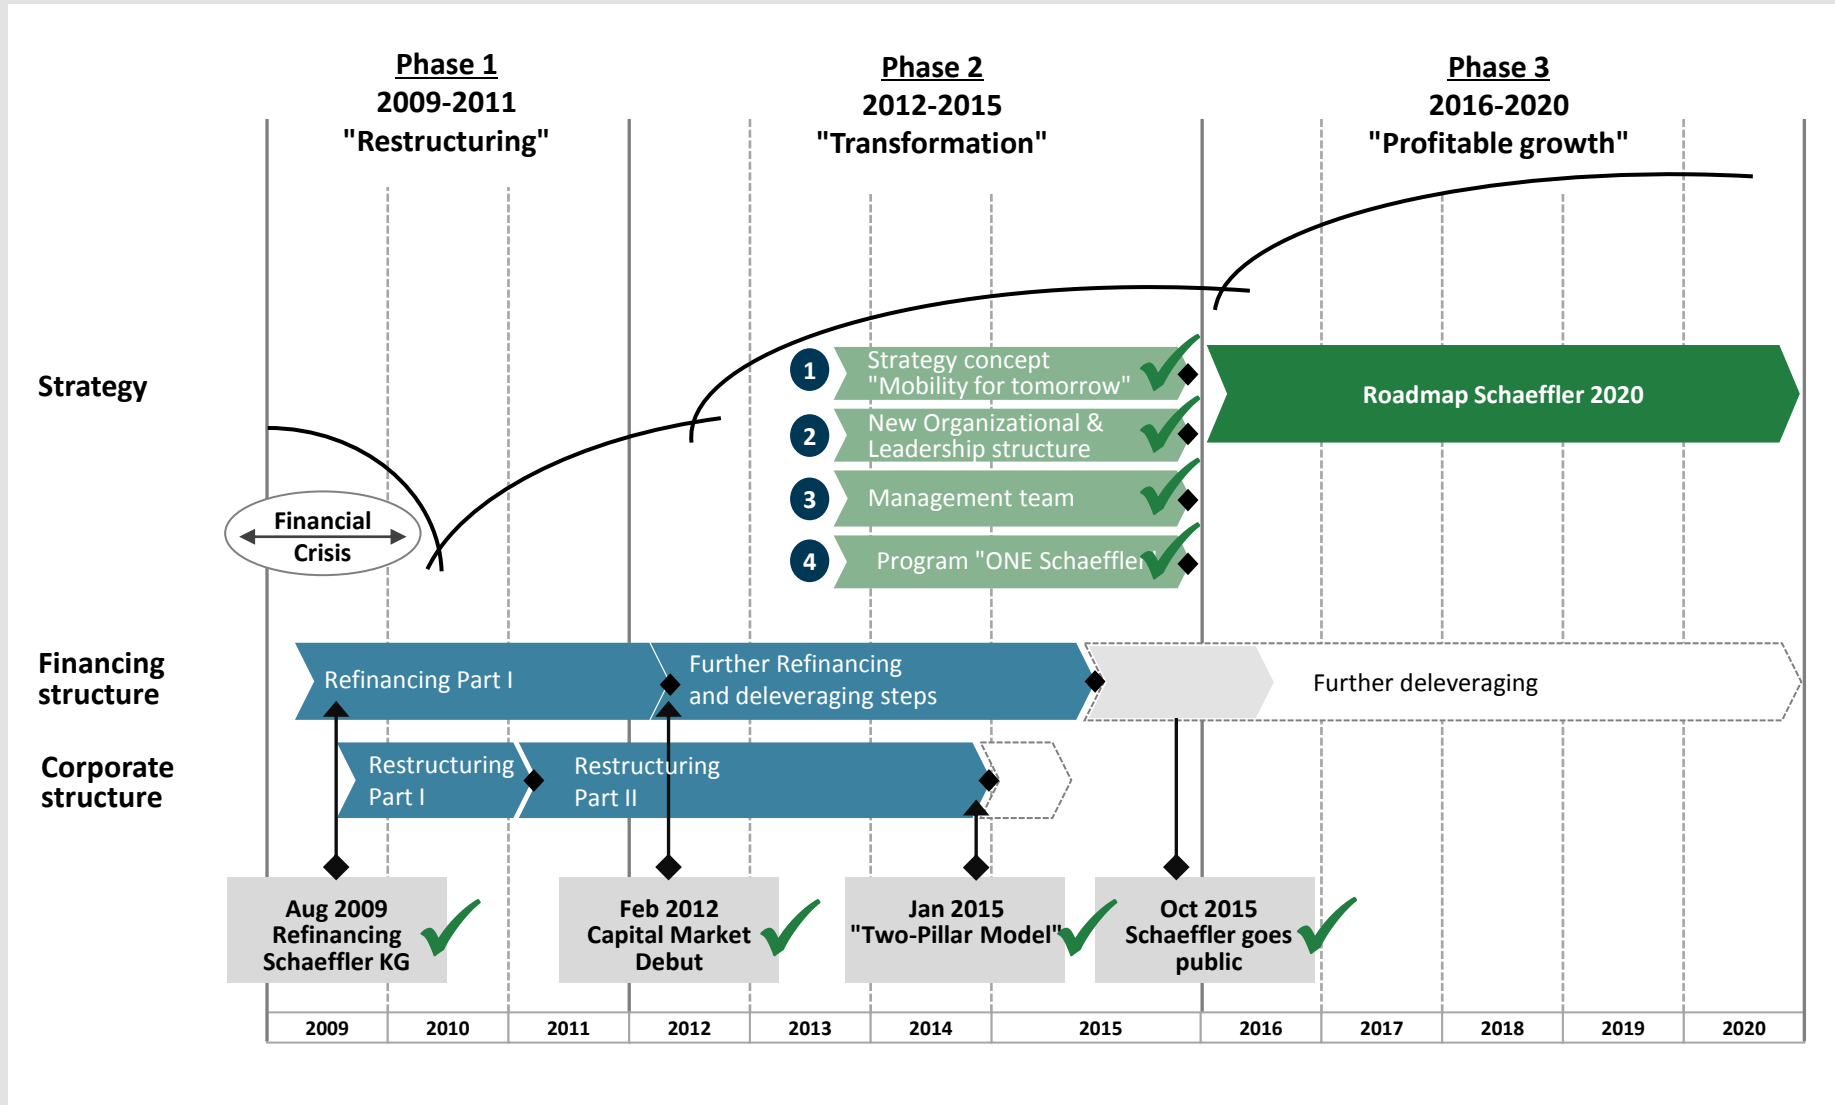 Phase 1
2009-2011
"Restructuring"
Phase 2
2012-2015
"Transformation"
Phase 3
2016-2020
"Profitable growth"
Strategy
Financial
Crisis
1
Strategy concept
"Mobility for tomorrow"
2
New Organizational &
Leadership structure
3
Management team
4
Program "ONE Schaeffler"
Roadmap Schaeffler 2020
Financing
structure
Refinancing Part I
Further Refinancing
and deleveraging steps
Further deleveraging
Corporate
structure
Restructuring
Part I
Restructuring
Part II
Aug 2009
Refinancing
Schaeffler KG
Feb 2012
Capital Market
Debut
Jan 2015
"Two-Pillar Model"
Oct 2015
Schaeffler goes
public
2009 2010 2011 2012 2013 2014 2015 2016 2017 2018 2019 2020